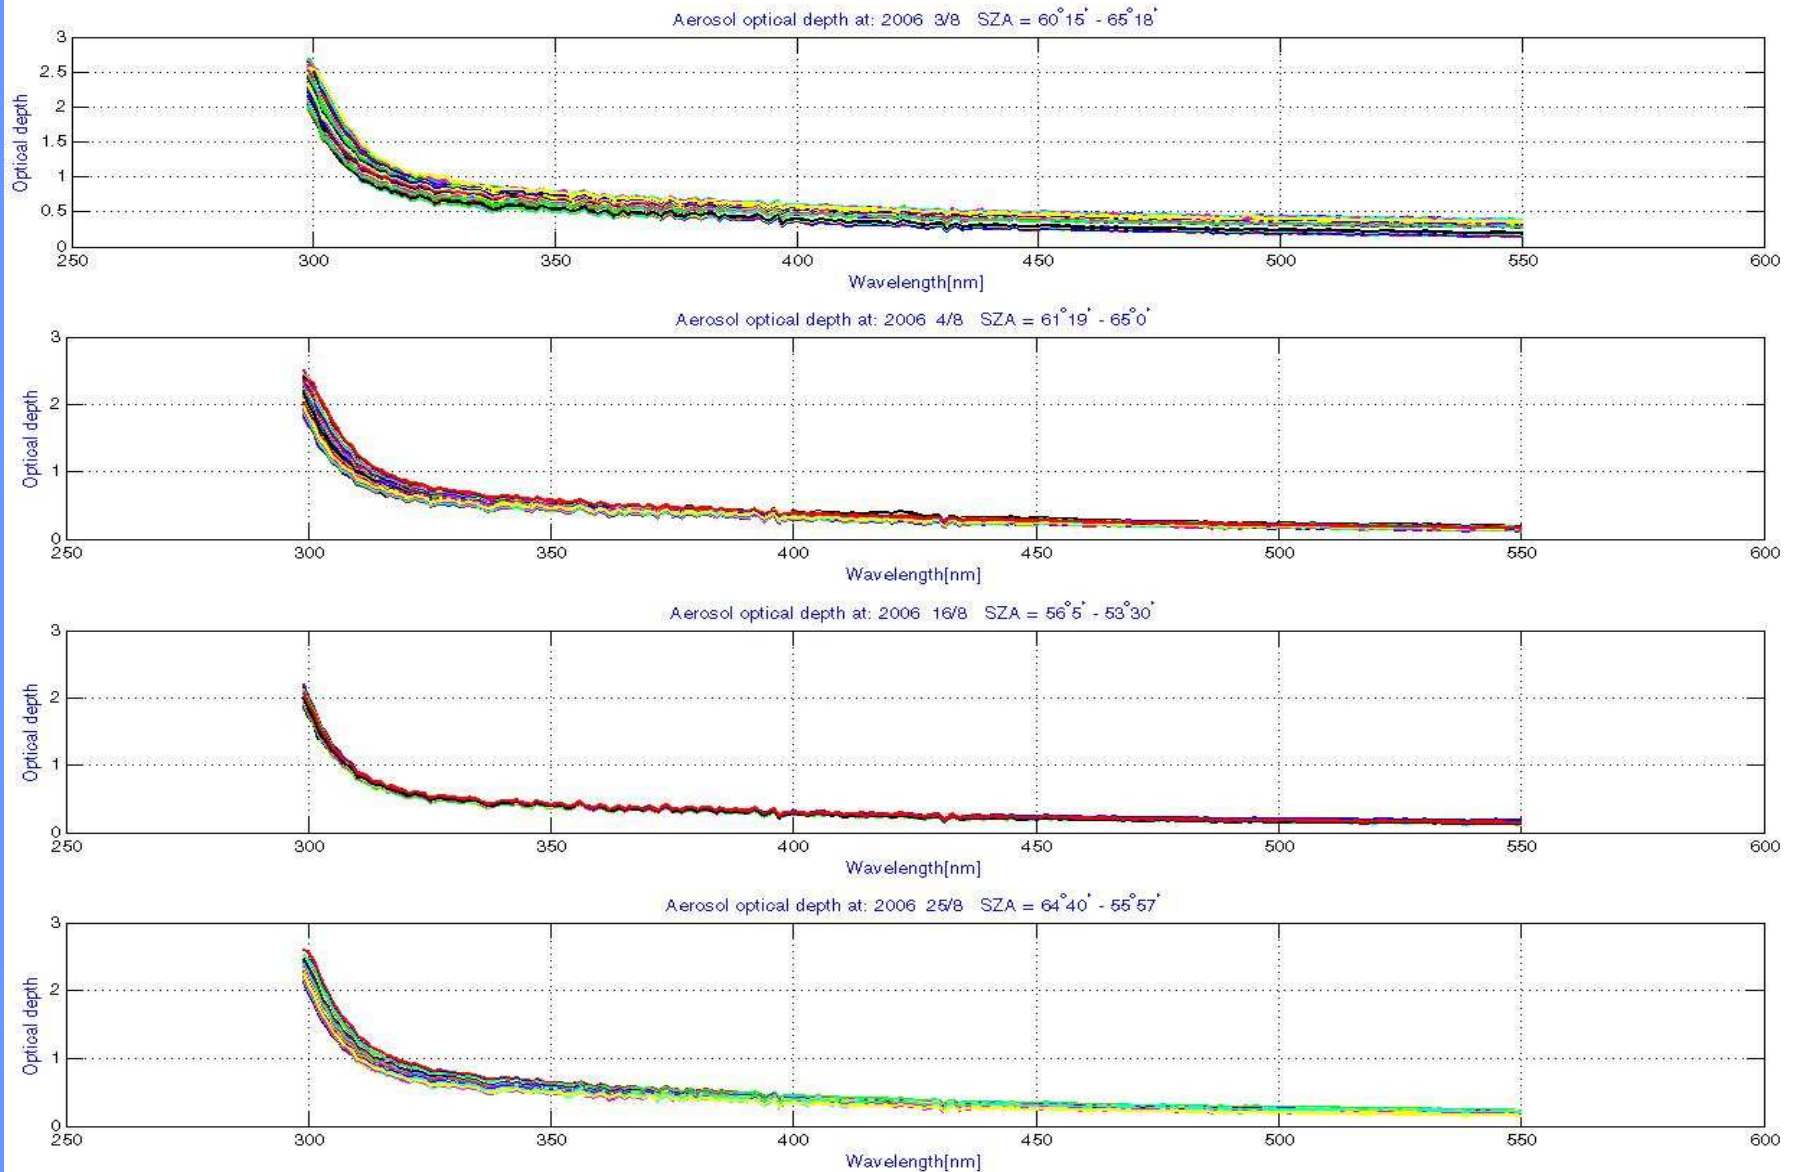 Aerosol optical depth at: 2006 3/8 SZA = 60°15' - 65°18'
3
2.5
2
1.5
1
0.5
0
Optical depth
250 300 350 400 450 500 550 600
Wavelength[nm]
Aerosol optical depth at: 2006 4/8 SZA = 61°19' - 65°0'
3
2
1
0
Optical depth
250 300 350 400 450 500 550 600
Wavelength[nm]
Aerosol optical depth at: 2006 16/8 SZA = 56°5' - 53°30'
3
2
1
0
Optical depth
250 300 350 400 450 500 550 600
Wavelength[nm]
Aerosol optical depth at: 2006 25/8 SZA = 64°40' - 55°57'
3
2
1
0
Optical depth
250 300 350 400 450 500 550 600
Wavelength[nm]